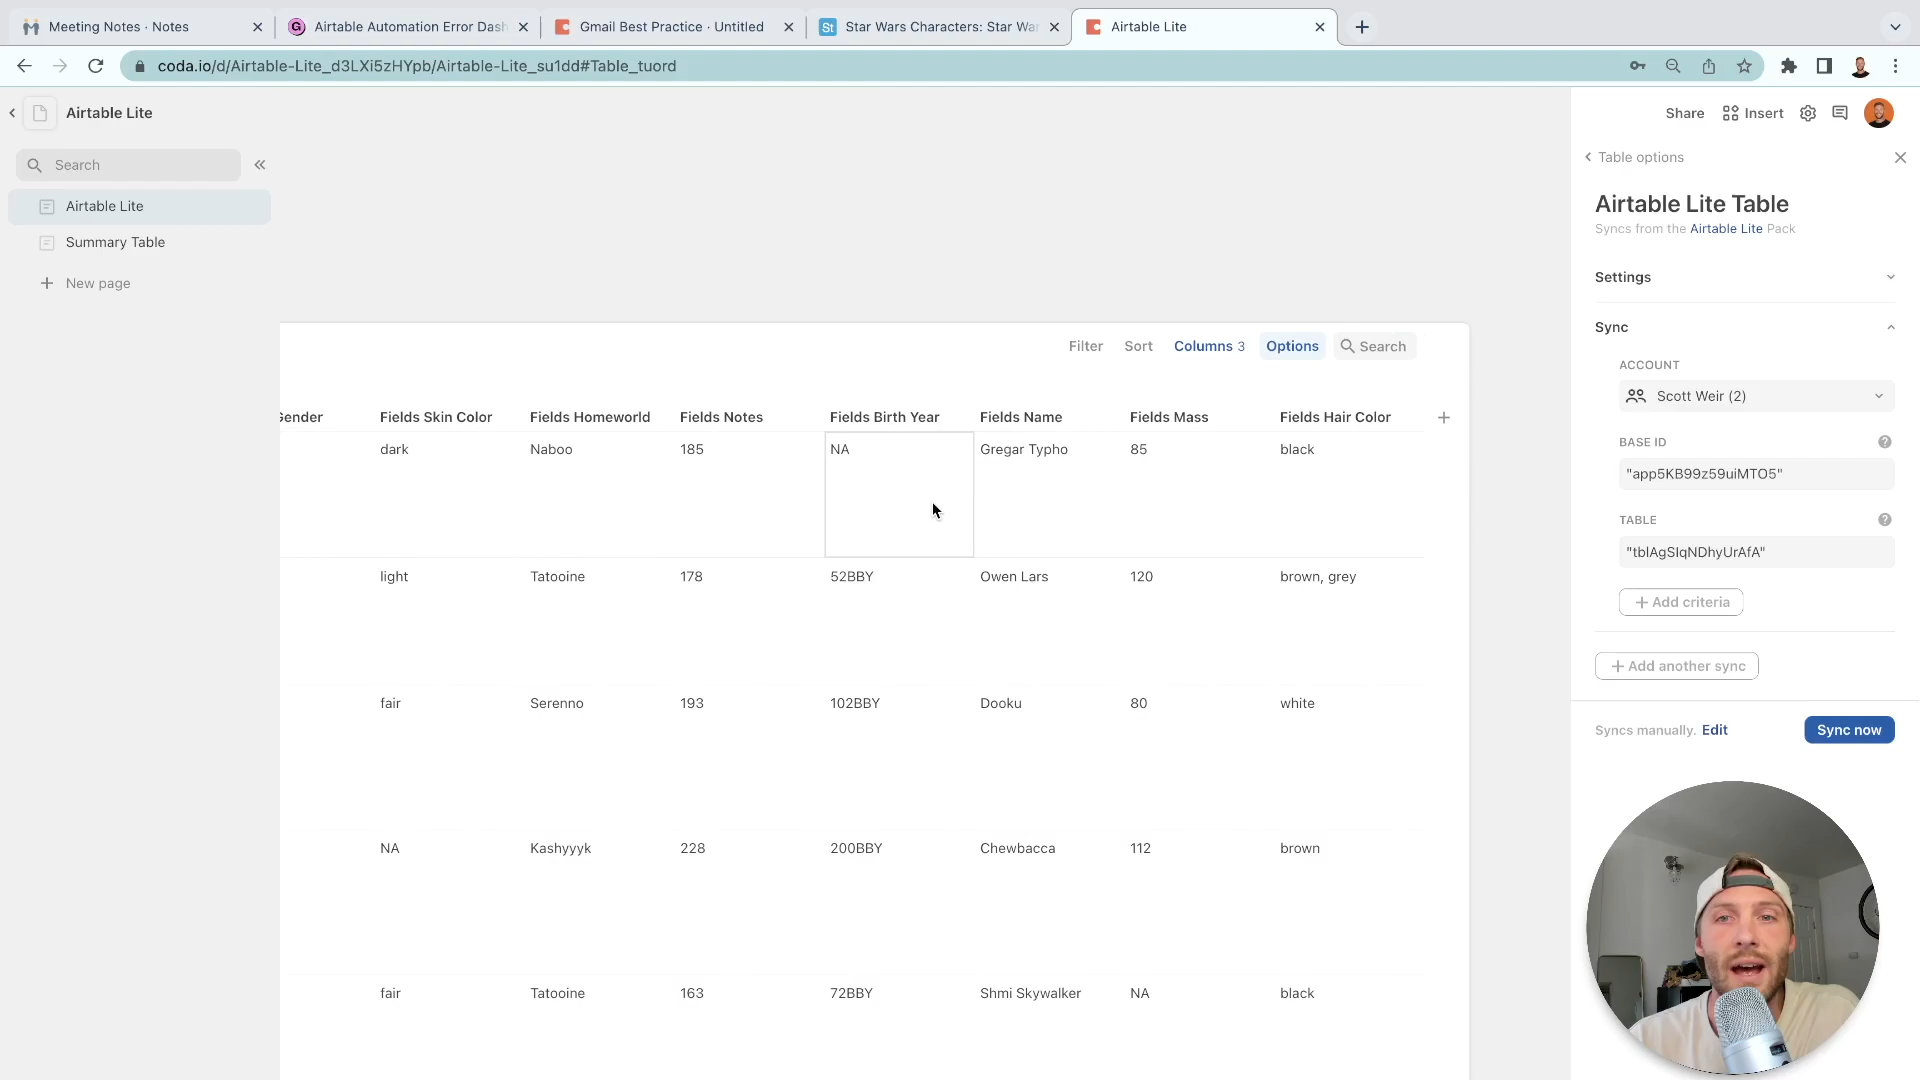 Meeting Notes · Notes
Airtable Automation Error Dash
Gmail Best Practice · Untitled
St Star Wars Characters: Star War
Airtable Lite
coda.io/d/Airtable-Lite_d3LXi5zHYpb/Airtable-Lite_su1dd#Table_tuord
Airtable Lite
Share
Insert
Search
Airtable Lite
Summary Table
New page
Filter
Sort
Columns 3
Options
Search
Gender Fields Skin Color Fields Homeworld Fields Notes Fields Birth Year Fields Name Fields Mass Fields Hair Color
dark Naboo 185 NA Gregar Typho 85 black
light Tatooine 178 52BBY Owen Lars 120 brown, grey
fair Serenno 193 102BBY Dooku 80 white
NA Kashyyyk 228 200BBY Chewbacca 112 brown
fair Tatooine 163 72BBY Shmi Skywalker NA black
Table options
Airtable Lite Table
Syncs from the Airtable Lite Pack
Settings
Sync
ACCOUNT
Scott Weir (2)
BASE ID
"app5KB99z59uiMTO5"
TABLE
"tblAgSIqNDhyUrAfA"
+ Add criteria
+ Add another sync
Syncs manually. Edit
Sync now